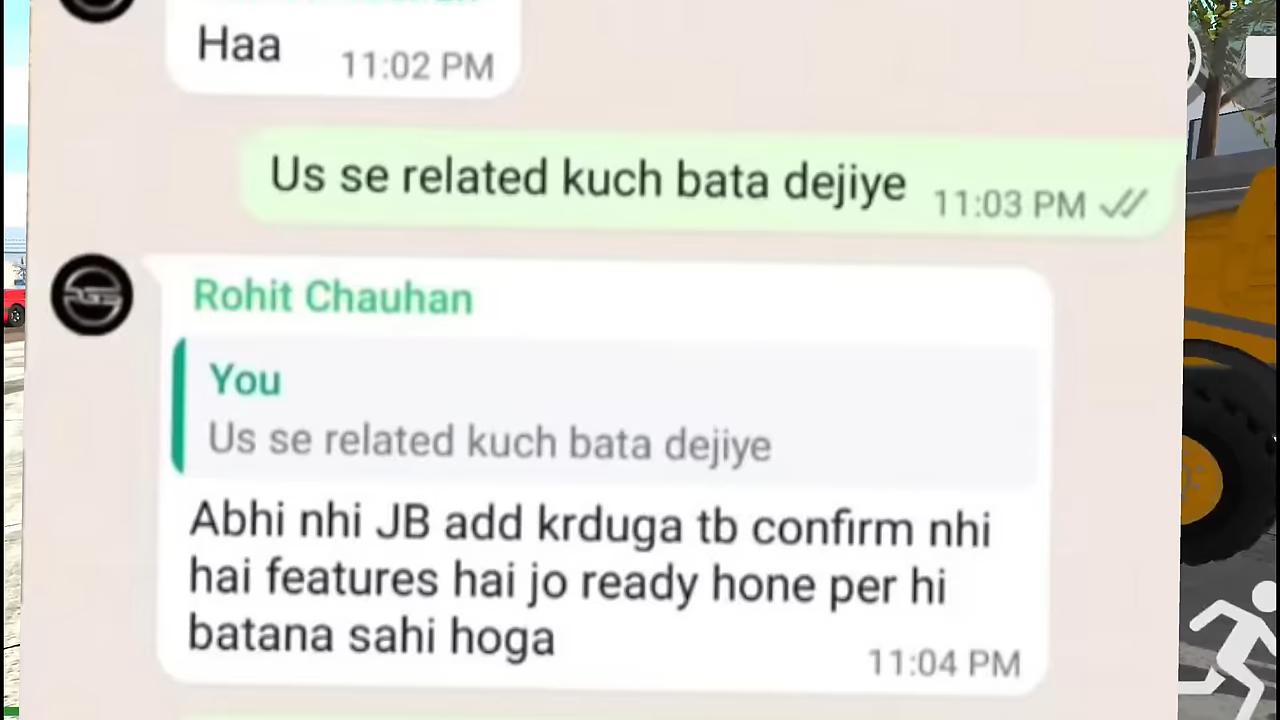 Haa
11:02 PM
Us se related kuch bata dejiye
11:03 PM
Rohit Chauhan
You
Us se related kuch bata dejiye
Abhi nhi JB add krduga tb confirm nhi
hai features hai jo ready hone per hi
batana sahi hoga
11:04 PM